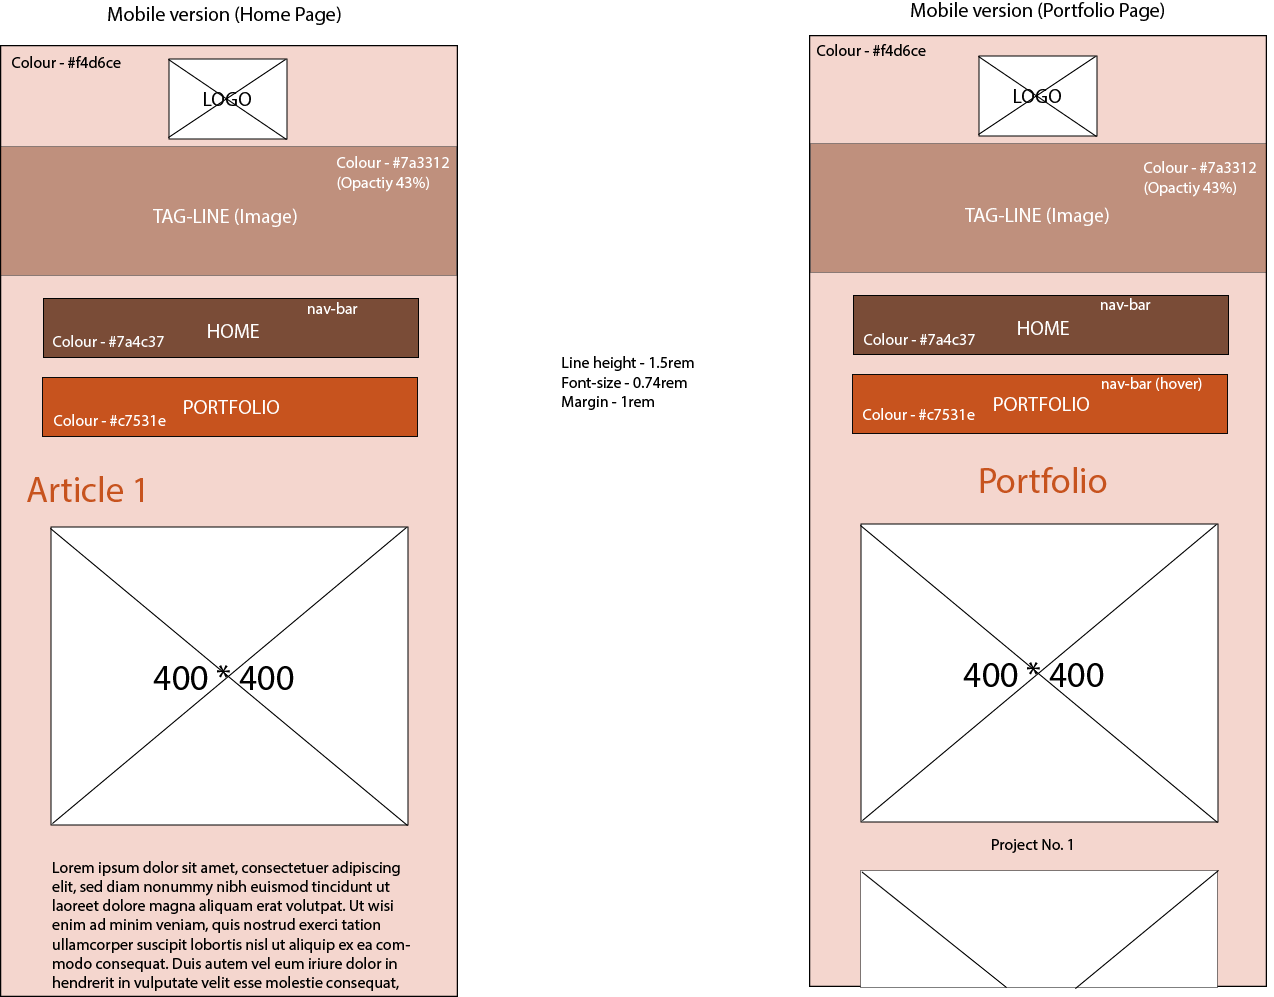 Mobile version (Home Page)
Colour - #f4d6ce
LOGO
Colour - #7a3312
(Opactiy 43%)
TAG-LINE (Image)
nav-bar
HOME
Colour - #7a4c37
PORTFOLIO
Colour - #c7531e
Article 1
400 * 400
Lorem ipsum dolor sit amet, consectetuer adipiscing
elit, sed diam nonummy nibh euismod tincidunt ut
laoreet dolore magna aliquam erat volutpat. Ut wisi
enim ad minim veniam, quis nostrud exerci tation
ullamcorper suscipit lobortis nisl ut aliquip ex ea com-
modo consequat. Duis autem vel eum iriure dolor in
hendrerit in vulputate velit esse molestie consequat,
Line height - 1.5rem
Font-size - 0.74rem
Margin - 1rem
Mobile version (Portfolio Page)
Colour - #f4d6ce
LOGO
Colour - #7a3312
(Opactiy 43%)
TAG-LINE (Image)
nav-bar
HOME
Colour - #7a4c37
nav-bar (hover)
PORTFOLIO
Colour - #c7531e
Portfolio
400 * 400
Project No. 1